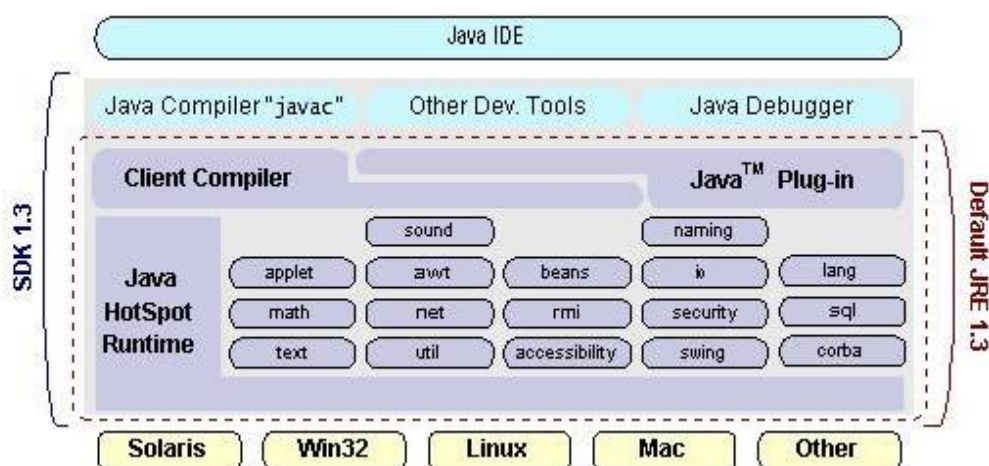 Java IDE
Java Compiler "javac"
Other Dev. Tools
Java Debugger
Client Compiler
Java™ Plug-in
SDK 1.3
Default JRE 1.3
Java
HotSpot
Runtime
sound
naming
applet
awt
beans
io
lang
math
net
rmi
security
sql
text
util
accessibility
swing
corba
Solaris
Win32
Linux
Mac
Other